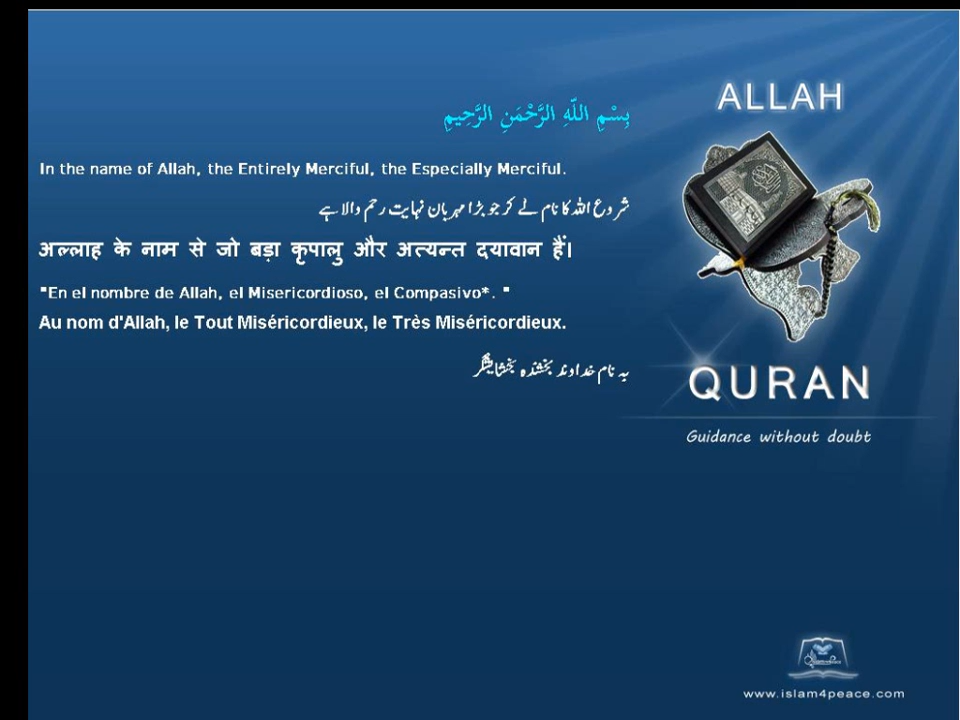 بِسْمِ اللَّهِ الرَّحْمَنِ الرَّحِيمِ
In the name of Allah, the Entirely Merciful, the Especially Merciful.
شروع اللہ کا نام لے کر جو بڑا مہربان نہایت رحم والا ہے
अल्लाह के नाम से जो बड़ा कृपालु और अत्यन्त दयावान हैं।
"En el nombre de Allah, el Misericordioso, el Compasivo*. "
Au nom d'Allah, le Tout Miséricordieux, le Très Miséricordieux.
به نام خداوند بخشنده بخشایشگر
ALLAH
QURAN
Guidance without doubt
www.islam4peace.com